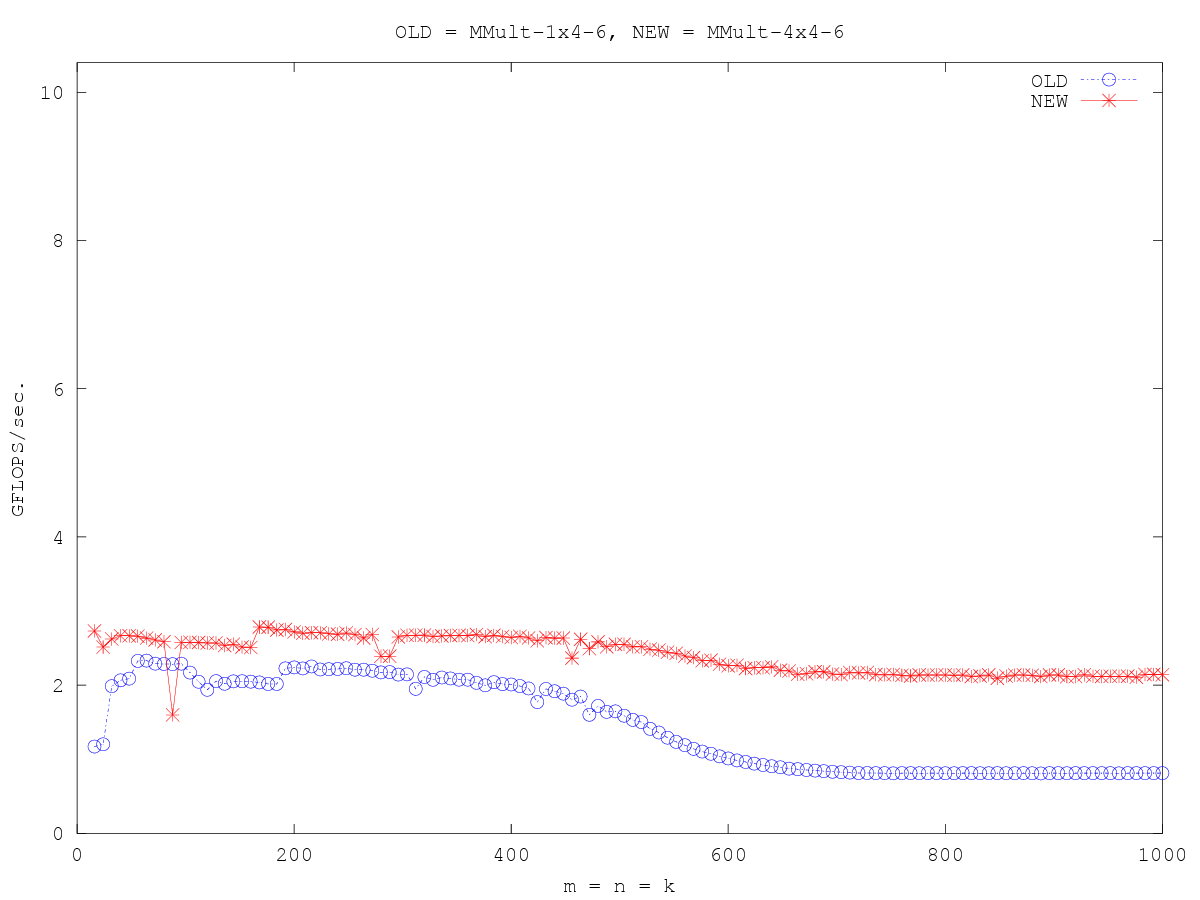 OLD = MMult-1x4-6, NEW = MMult-4x4-6
OLD
NEW
10
8
6
4
2
0
GFLOPS/sec.
0 200 400 600 800 1000
m = n = k